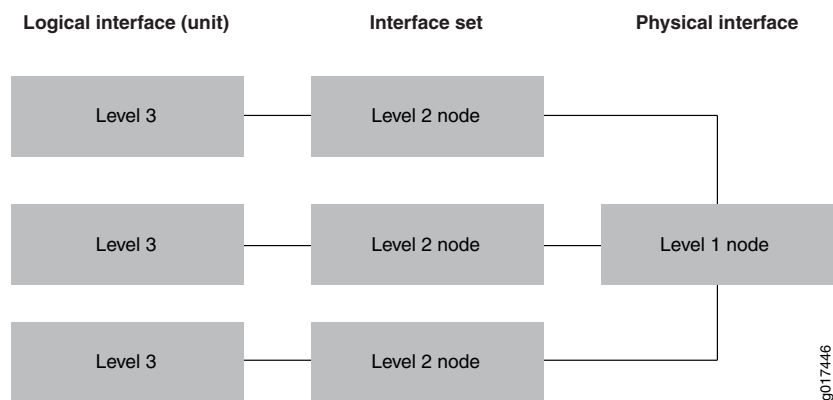 Logical interface (unit) Interface set Physical interface
Level 3 Level 2 node
Level 3 Level 2 node Level 1 node
Level 3 Level 2 node
g017446